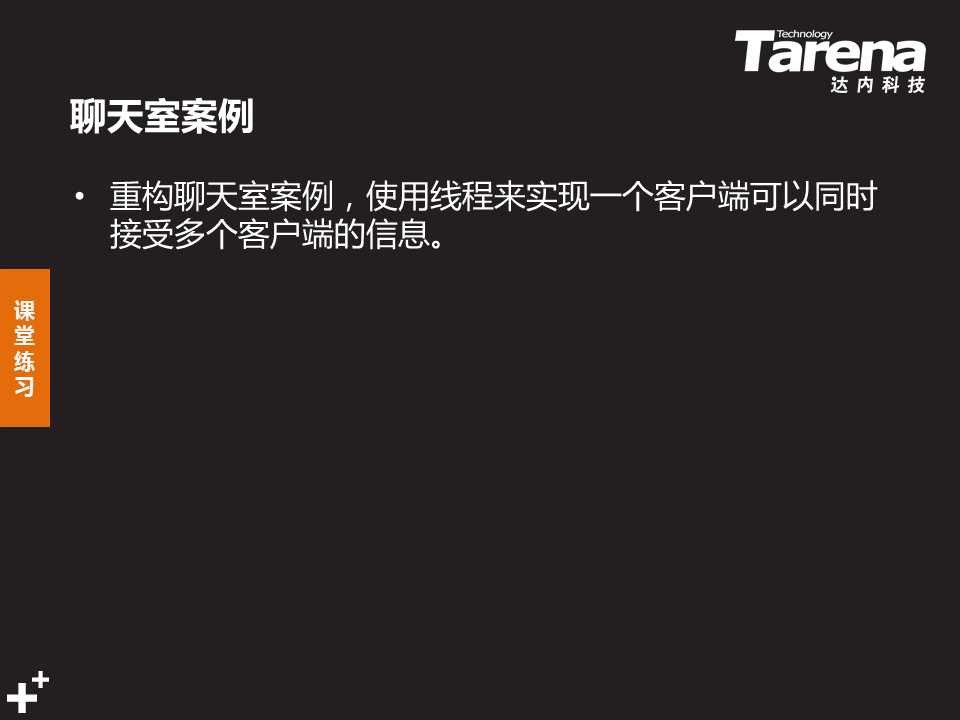 Technology
Tarena
达内科技
聊天室案例
• 重构聊天室案例，使用线程来实现一个客户端可以同时
接受多个客户端的信息。
课
堂
练
习